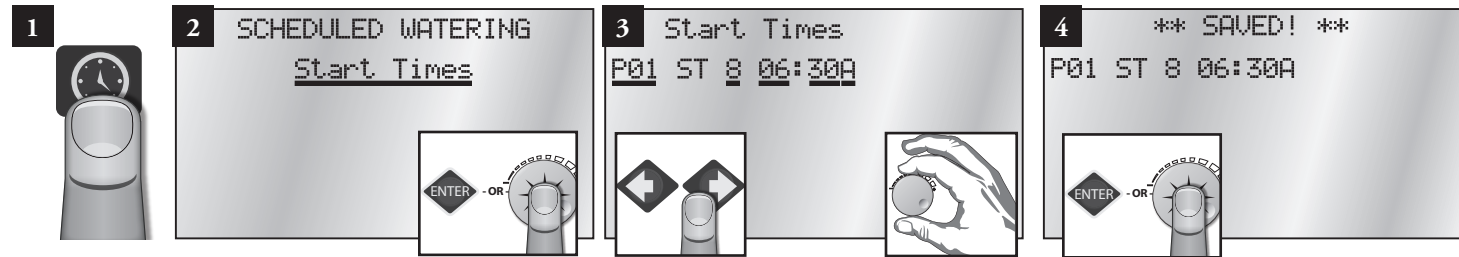 1
2
SCHEDULED WATERING
Start Times
ENTER
- OR -
3
Start Times
P01 ST 8 06:30A
4
** SAVED! **
P01 ST 8 06:30A
ENTER
- OR -